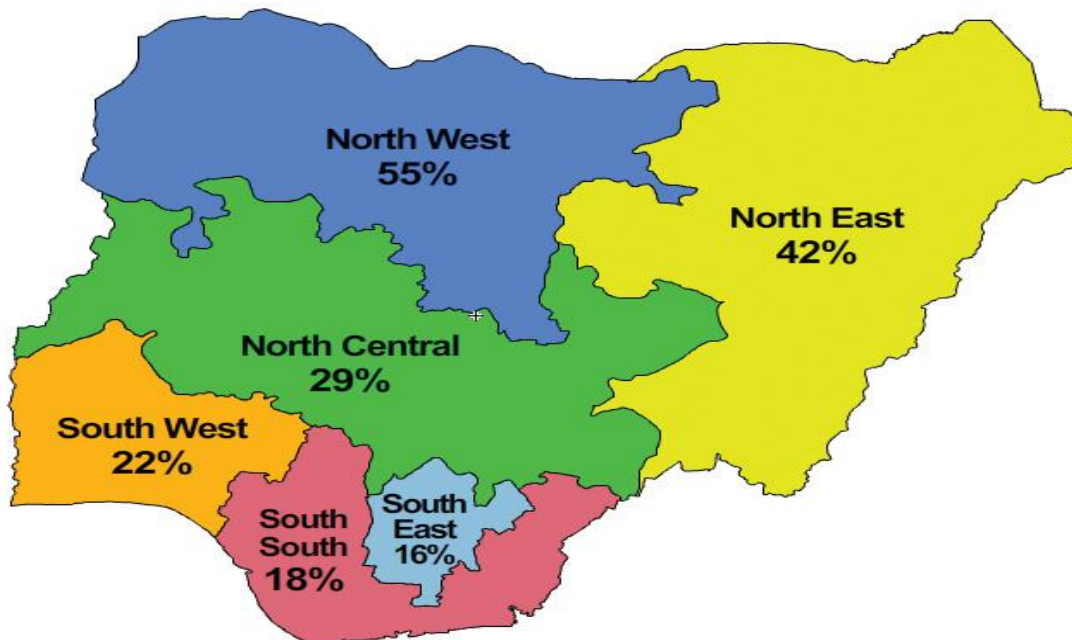 North West
55%
North East
42%
North Central
29%
South West
22%
South
East
16%
South
South
18%